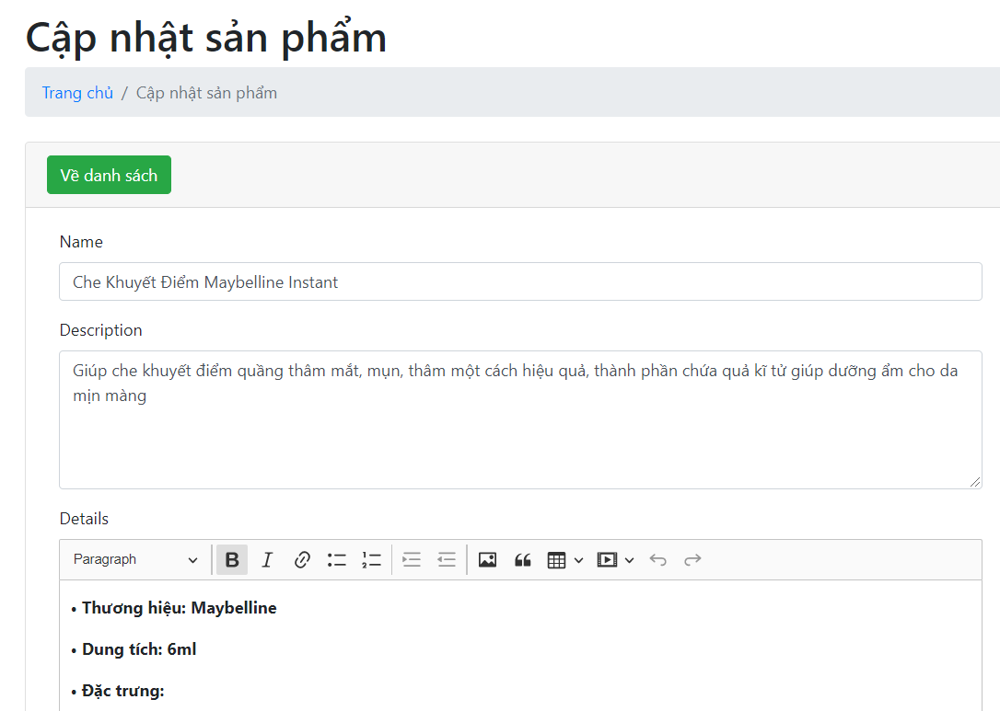 Cập nhật sản phẩm
Trang chủ / Cập nhật sản phẩm
Về danh sách
Name
Che Khuyết Điểm Maybelline Instant
Description
Giúp che khuyết điểm quầng thâm mắt, mụn, thâm một cách hiệu quả, thành phần chứa quả kĩ tử giúp dưỡng ẩm cho da
mịn màng
Details
Paragraph
• Thương hiệu: Maybelline
• Dung tích: 6ml
• Đặc trưng: